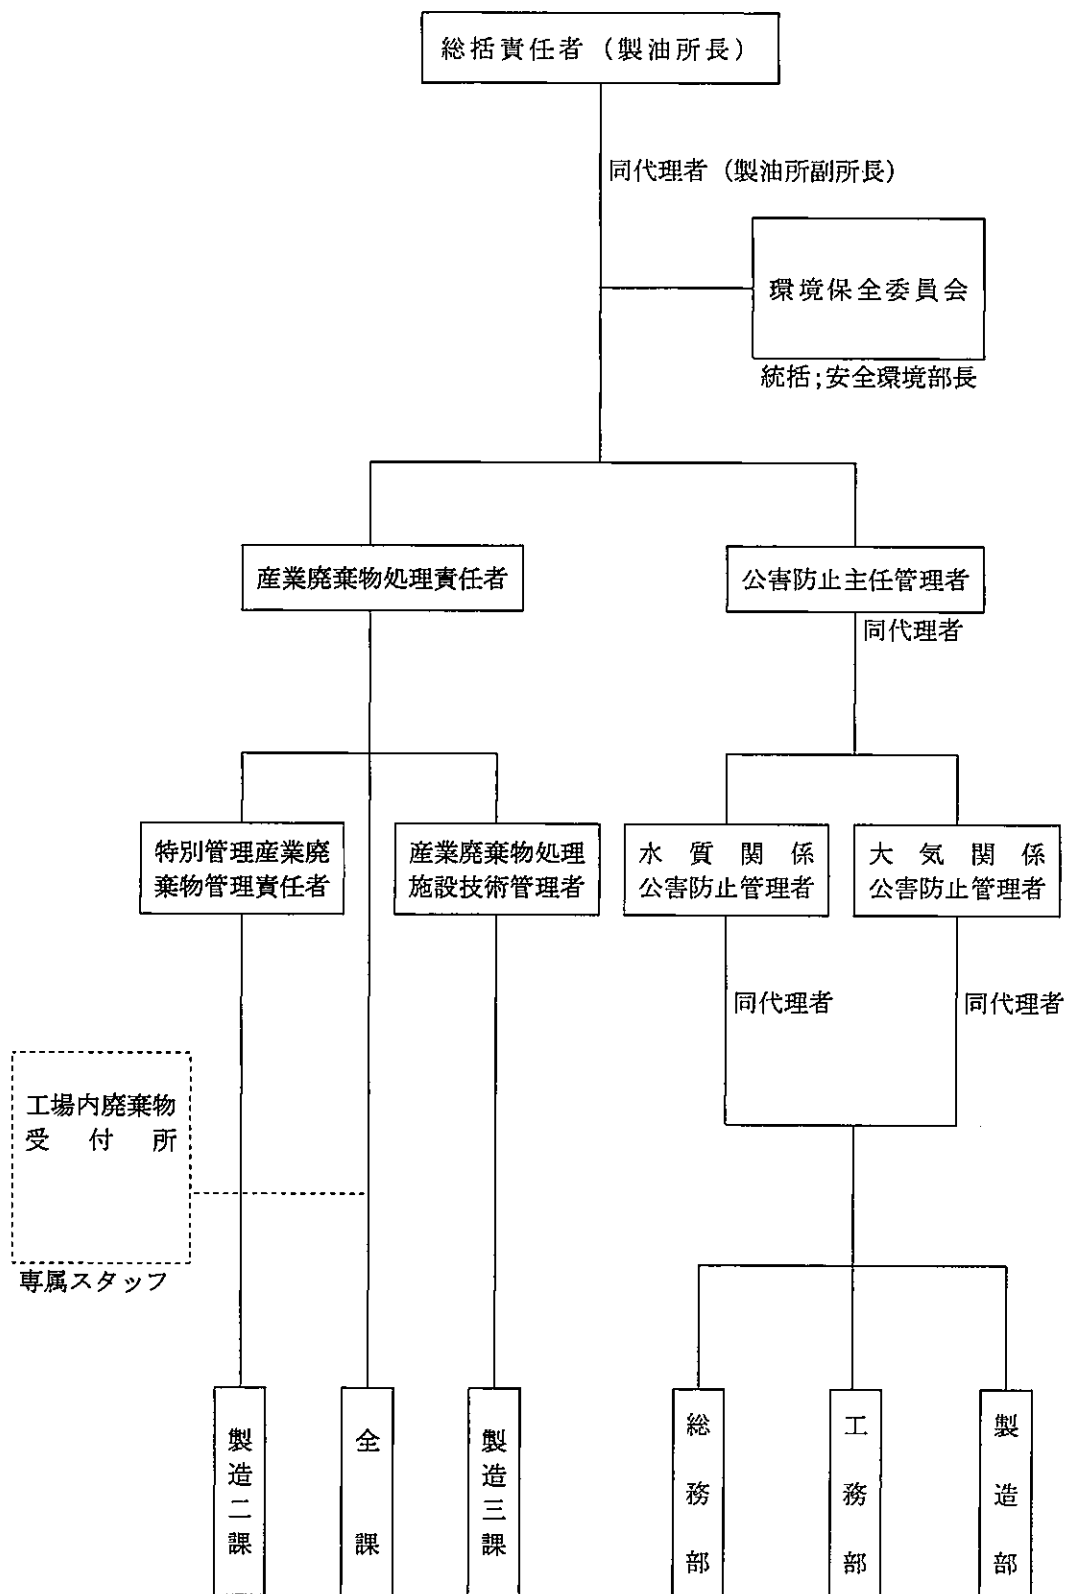 総括責任者（製油所長）
同代理者（製油所副所長）
環境保全委員会
統括;安全環境部長
産業廃棄物処理責任者
公害防止主任管理者
同代理者
特別管理産業廃
棄物管理責任者
産業廃棄物処理
施設技術管理者
水質関係
公害防止管理者
大気関係
公害防止管理者
同代理者
同代理者
工場内廃棄物
受付所
専属スタッフ
製造二課
全課
製造三課
総務部
工務部
製造部